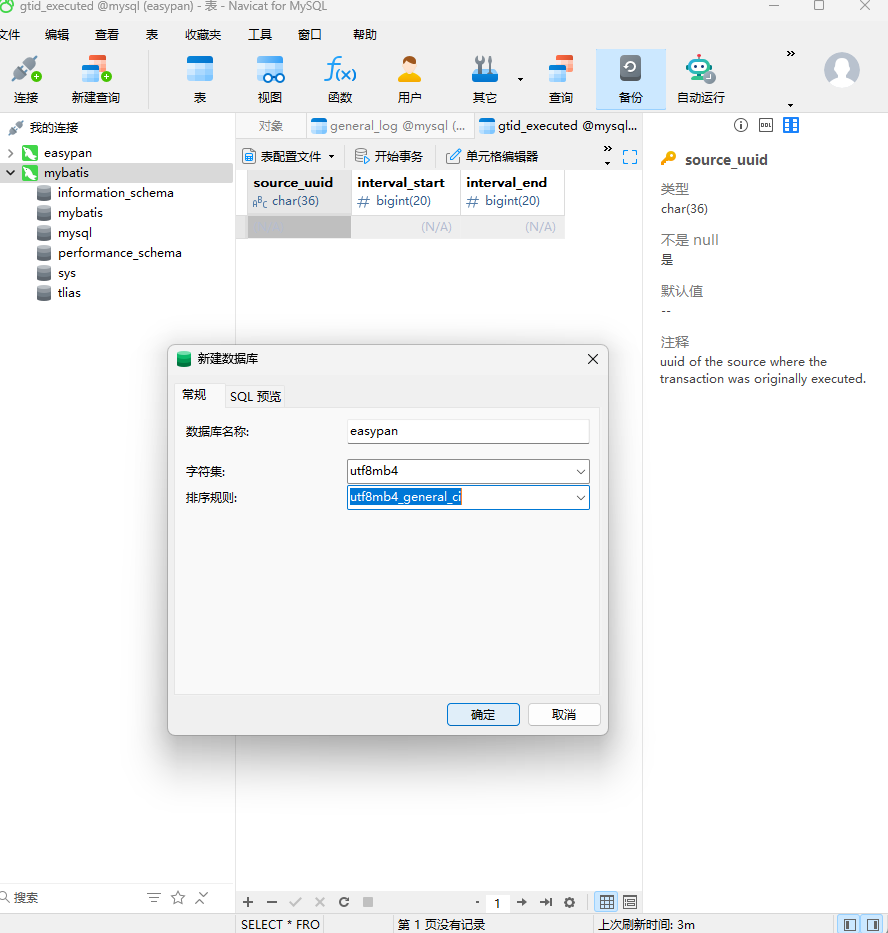 gtid_executed @mysql (easypan) - 表 - Navicat for MySQL
文件 编辑 查看 表 收藏夹 工具 窗口 帮助
连接 新建查询 表 视图 函数 用户 其它 查询 备份 自动运行
我的连接
easypan
mybatis
information_schema
mybatis
mysql
performance_schema
sys
tlias
搜索
对象 general_log @mysql (... gtid_executed @mysql...
表配置文件 开始事务 单元格编辑器
source_uuid interval_start interval_end
char(36) bigint(20) bigint(20)
(N/A) (N/A)
新建数据库
常规 SQL 预览
数据库名称: easypan
字符集: utf8mb4
排序规则: utf8mb4_general_ci
确定 取消
source_uuid
类型
char(36)
不是 null
是
默认值
--
注释
uuid of the source where the
transaction was originally executed.
1
SELECT * FRO 第 1 页没有记录 上次刷新时间: 3m